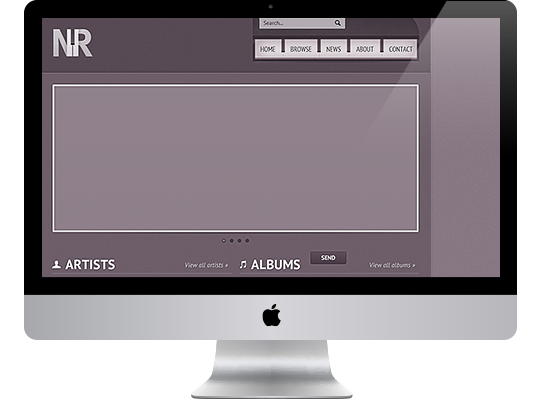 Search...
NR
HOME BROWSE NEWS ABOUT CONTACT
SEND
ARTISTS View all artists » ALBUMS View all albums »